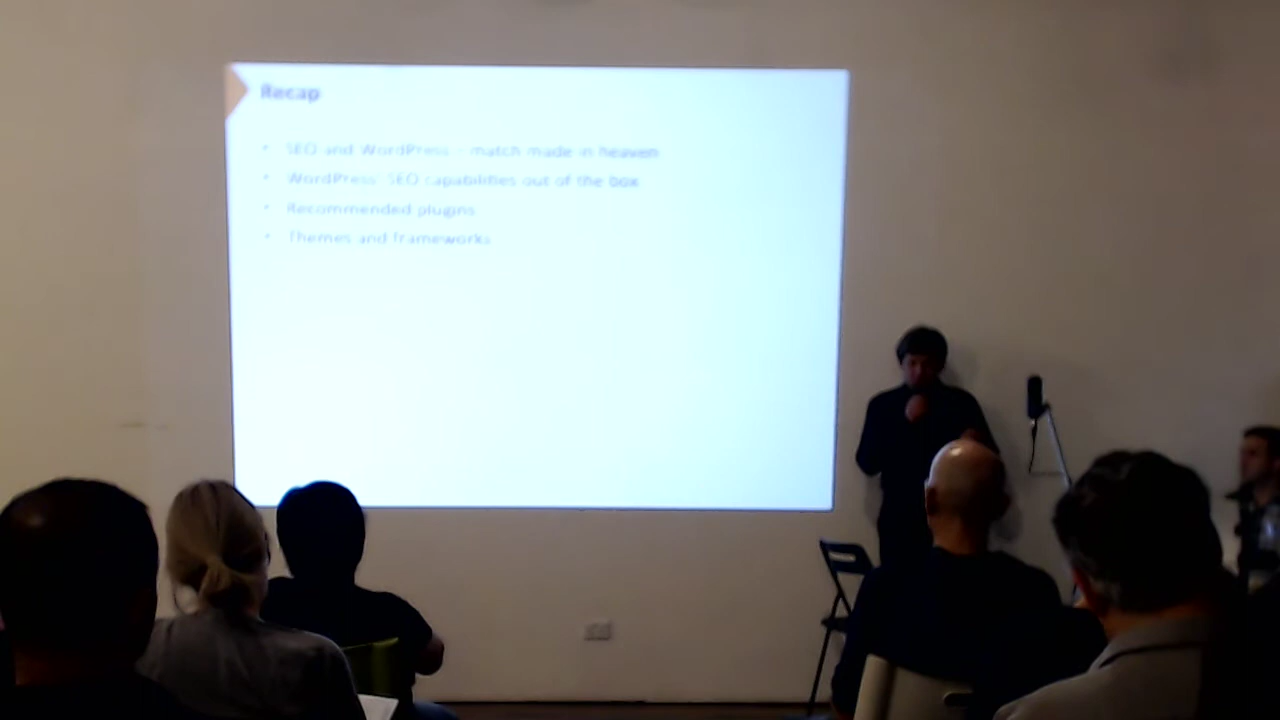 Recap
• SEO and WordPress – match made in heaven
• WordPress: SEO capabilities out of the box
• Recommended plugins
• Themes and frameworks